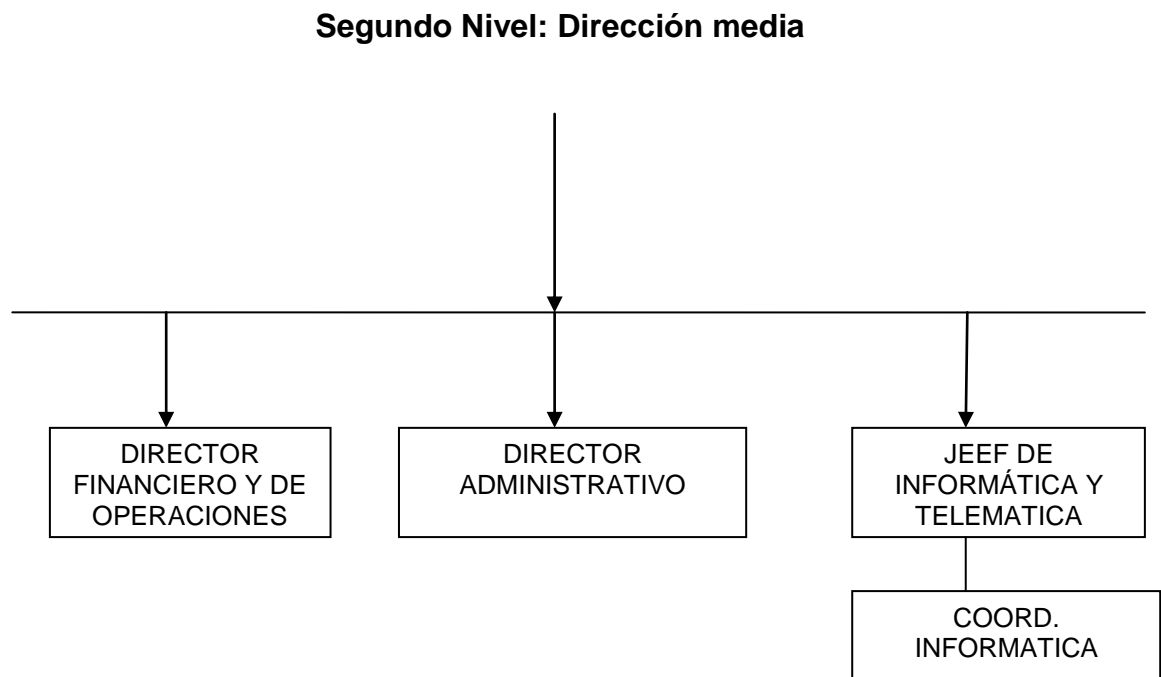 Segundo Nivel: Dirección media
DIRECTOR
FINANCIERO Y DE
OPERACIONES
DIRECTOR
ADMINISTRATIVO
JEEF DE
INFORMÁTICA Y
TELEMATICA
COORD.
INFORMATICA